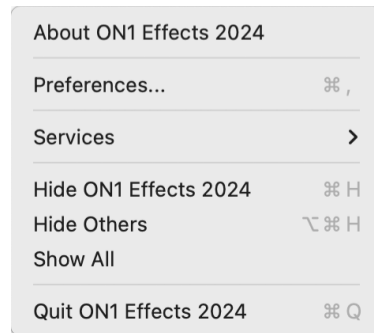 About ON1 Effects 2024
Preferences... ⌘ ,
Services >
Hide ON1 Effects 2024 ⌘ H
Hide Others ⌥ ⌘ H
Show All
Quit ON1 Effects 2024 ⌘ Q